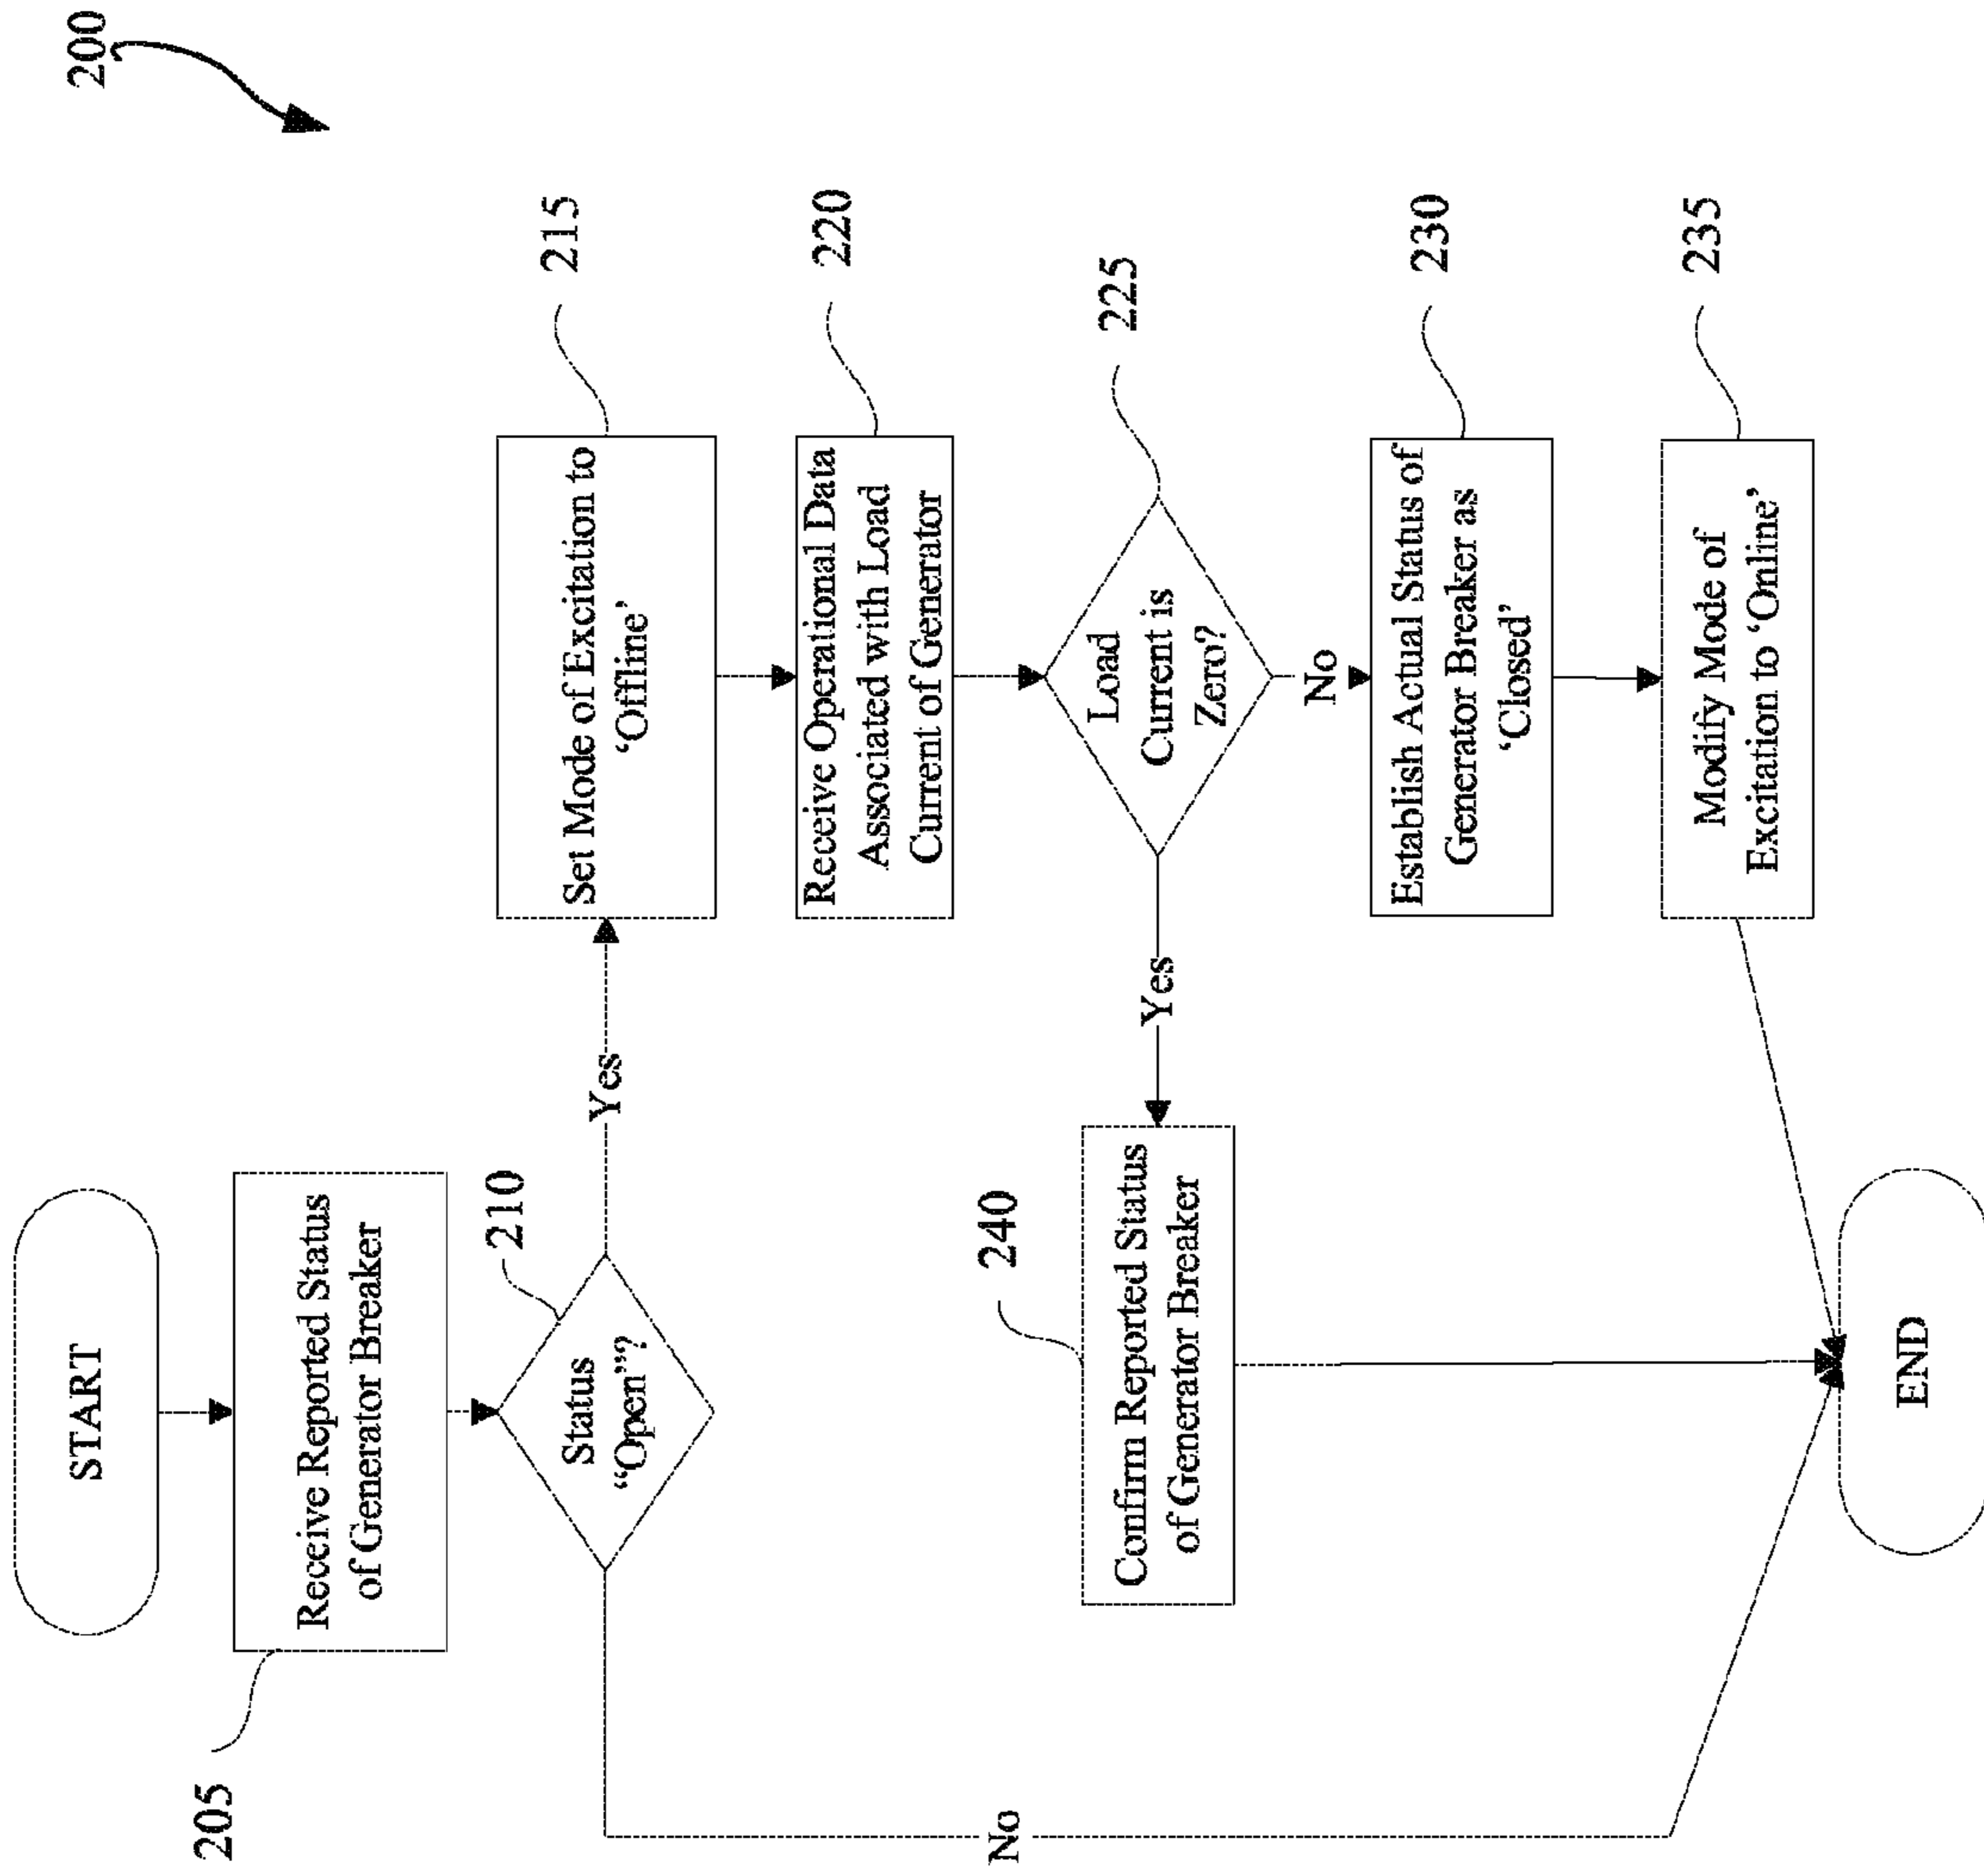 200
START
205
Receive Reported Status
of Generator Breaker
210
Status
“Open”?
Yes
No
215
Set Mode of Excitation to
‘Offline’
220
Receive Operational Data
Associated with Load
Current of Generator
225
Load
Current is
Zero?
Yes
No
240
Confirm Reported Status
of Generator Breaker
230
Establish Actual Status of
Generator Breaker as
‘Closed’
235
Modify Mode of
Excitation to ‘Online’
END